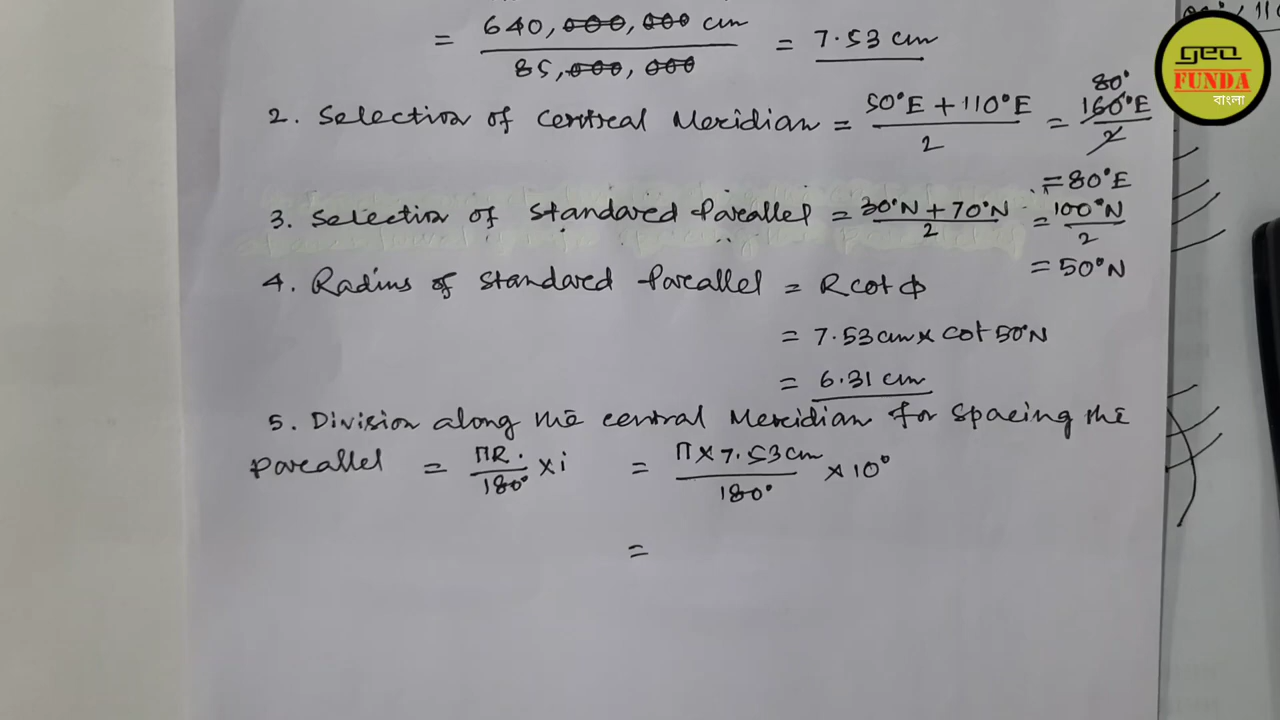 = 640,000,000 cm / 85,000,000 = 7.53 cm
2. Selection of Central Meridian = 50°E + 110°E / 2 = 160°E / 2 80°
= 80°E
3. Selection of Standared Parallel = 30°N + 70°N / 2 = 100°N / 2
= 50°N
4. Radius of Standared Parallel = R cot Φ
= 7.53 cm x cot 50°N
= 6.31 cm
5. Division along the central Meridian for Spacing the
Parallel = ΠR. / 180° x i = Π x 7.53 cm / 180° x 10°
=
geo
FUNDA
বাংলা